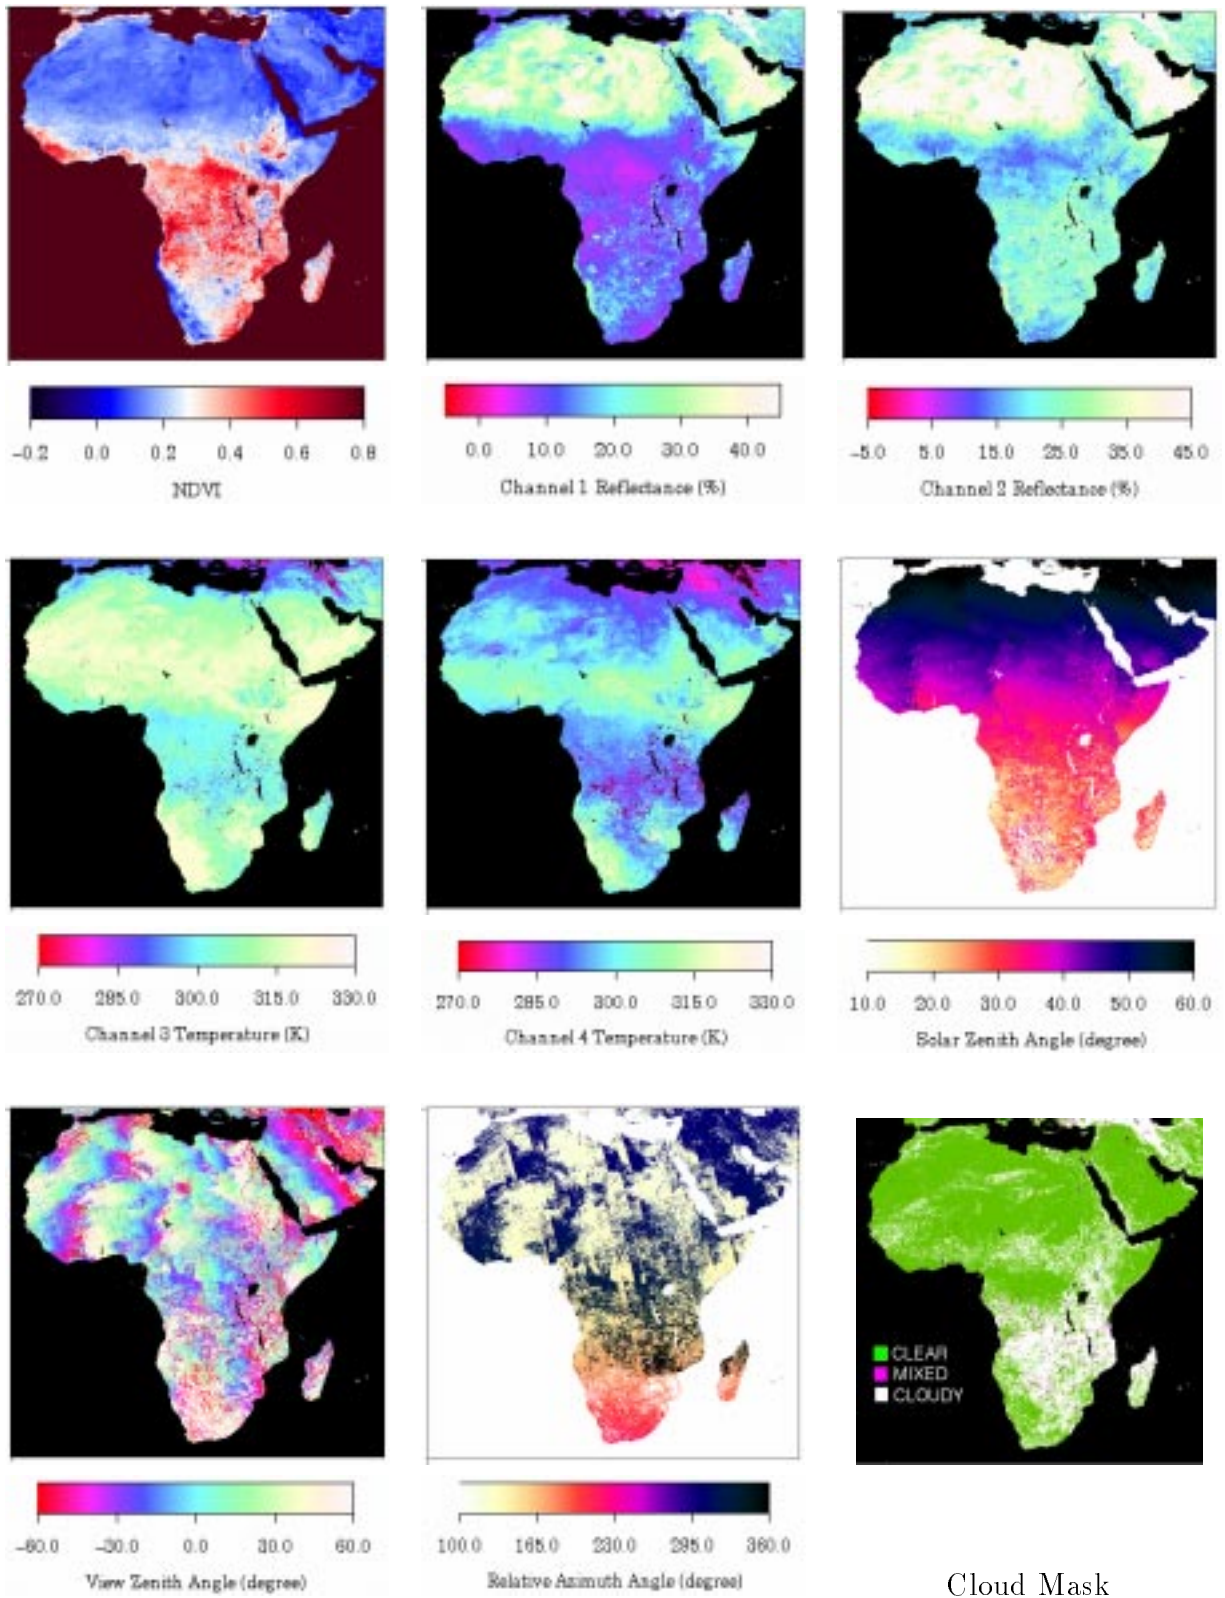 -0.2 0.0 0.2 0.4 0.6 0.8
NDVI
0.0 10.0 20.0 30.0 40.0
Channel 1 Reflectance (%)
-5.0 5.0 15.0 25.0 35.0 45.0
Channel 2 Reflectance (%)
270.0 285.0 300.0 315.0 330.0
Channel 3 Temperature (K)
270.0 285.0 300.0 315.0 330.0
Channel 4 Temperature (K)
10.0 20.0 30.0 40.0 50.0 60.0
Solar Zenith Angle (degree)
-60.0 -30.0 0.0 30.0 60.0
View Zenith Angle (degree)
100.0 165.0 230.0 295.0 360.0
Relative Azimuth Angle (degree)
CLEAR
MIXED
CLOUDY
Cloud Mask